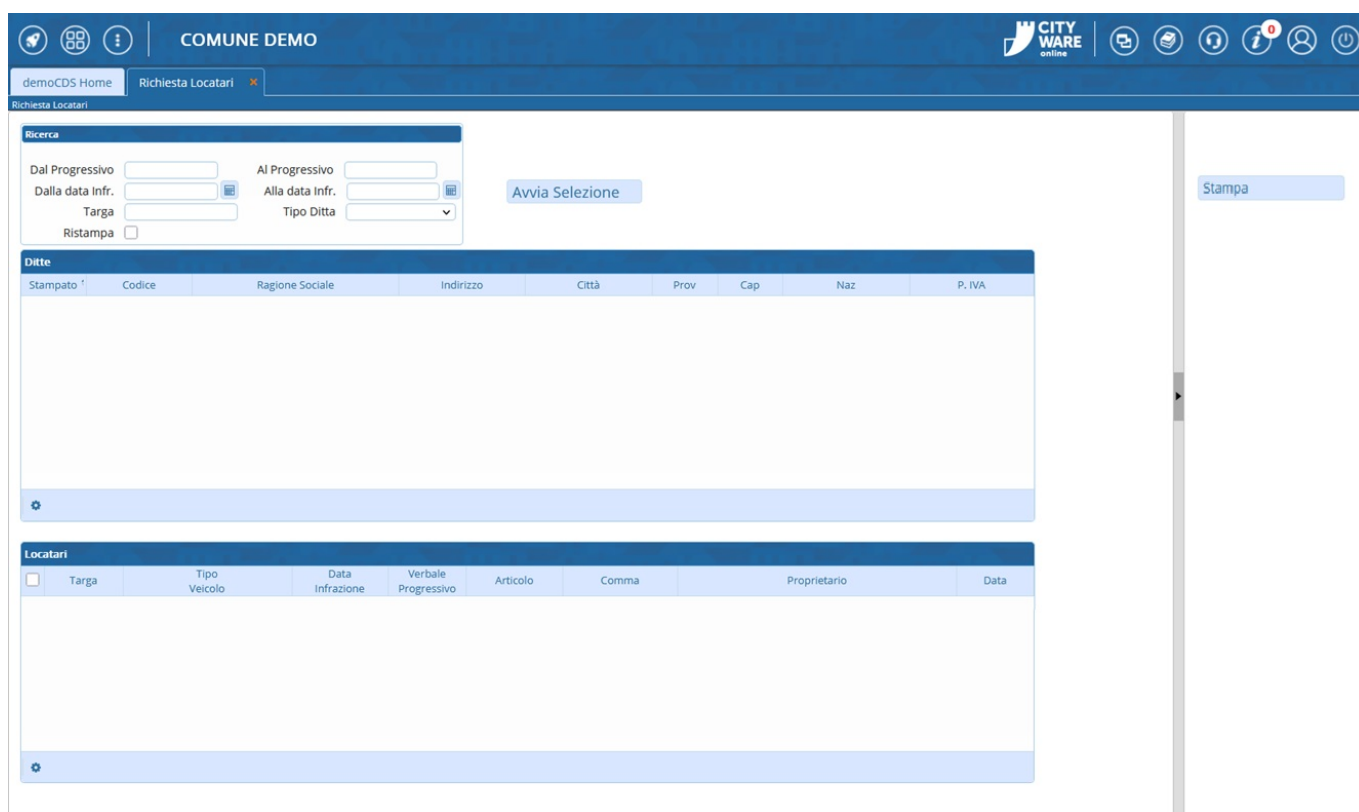 COMUNE DEMO
CITY
WARE
online
0
demoCDS Home
Richiesta Locatari ×
Richiesta Locatari
Ricerca
Dal Progressivo Al Progressivo
Dalla data Infr. Alla data Infr.
Avvia Selezione
Stampa
Targa Tipo Ditta
Ristampa
Ditte
Stampato Codice Ragione Sociale Indirizzo Città Prov Cap Naz P. IVA
Locatari
Targa Tipo Veicolo Data Infrazione Verbale Progressivo Articolo Comma Proprietario Data